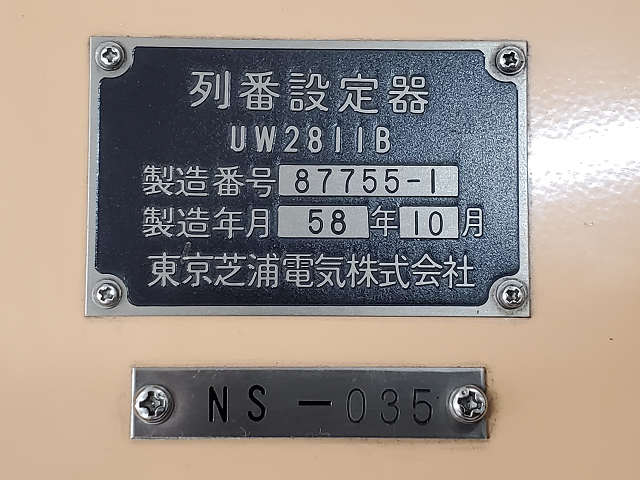 列番設定器
UW2811B
製造番号 87755-1
製造年月 58 年 10 月
東京芝浦電気株式会社
NS-035